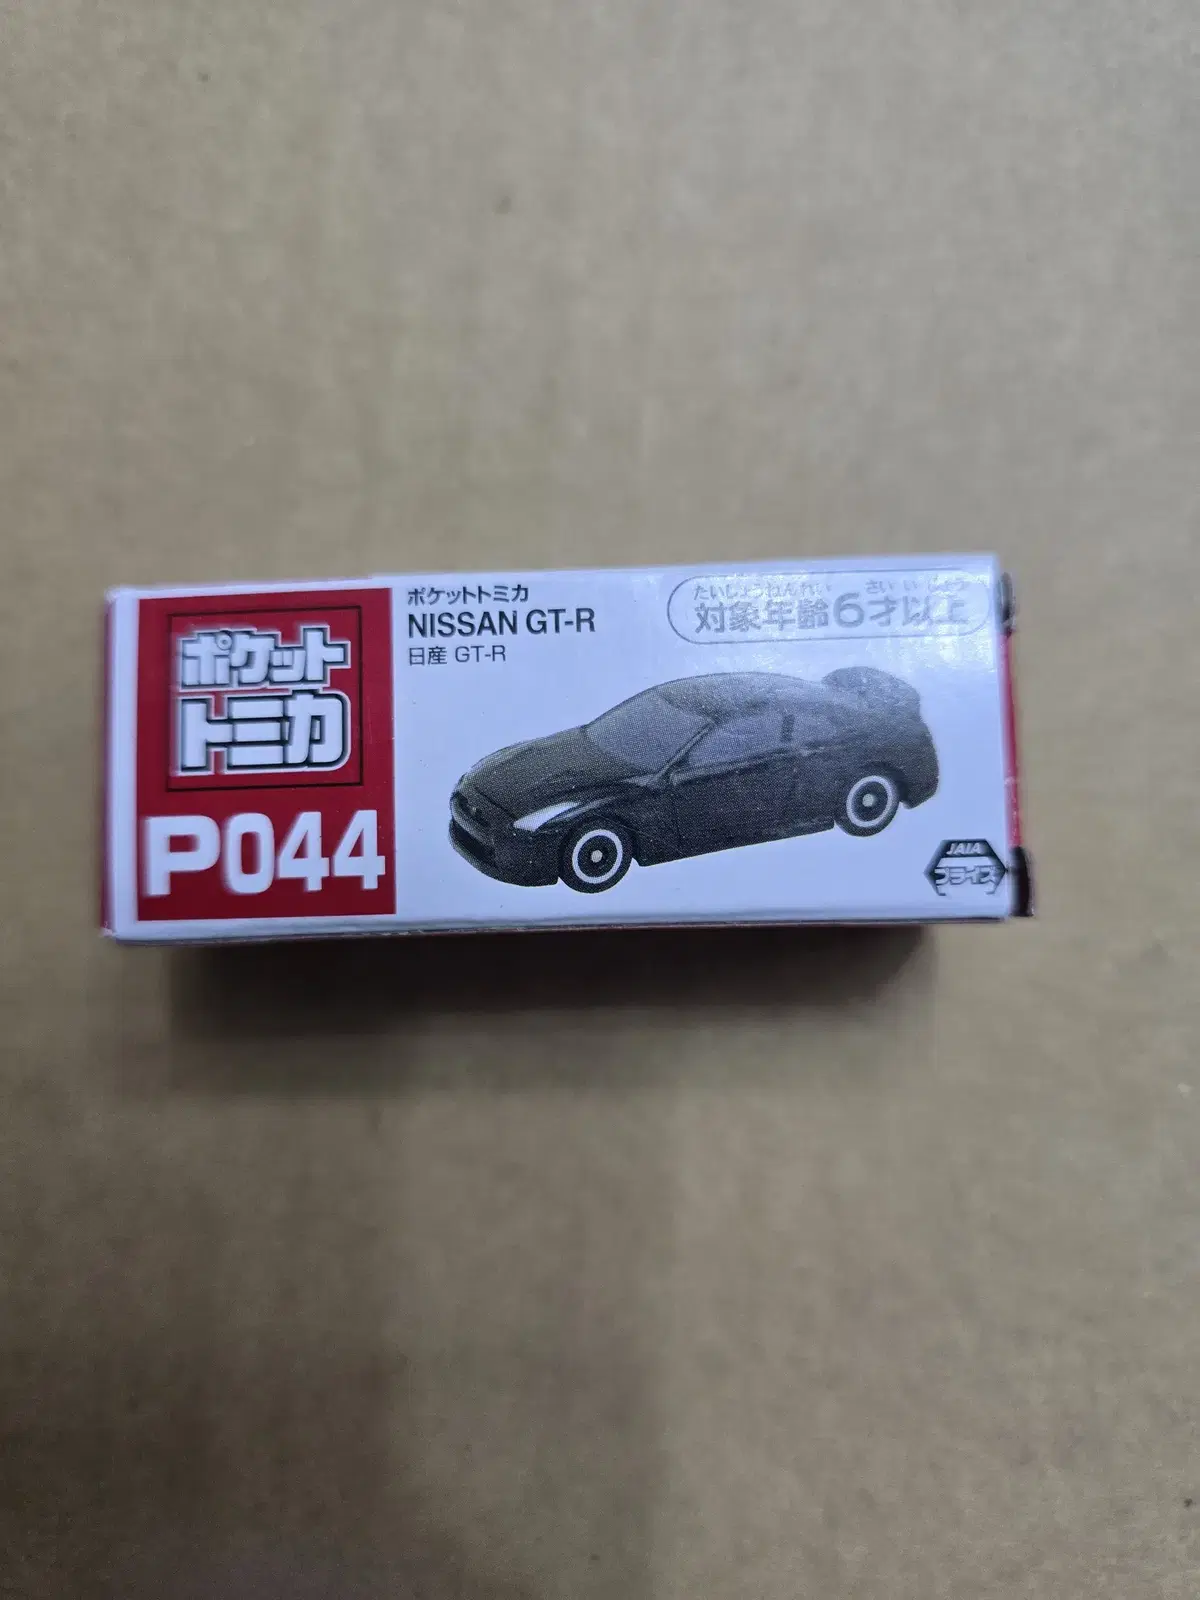 ポケット
トミカ
P044
ポケットトミカ
NISSAN GT-R
日産 GT-R
たいしょうねんれい さい いじょう
対象年齢6才以上
JAIA
プライズ